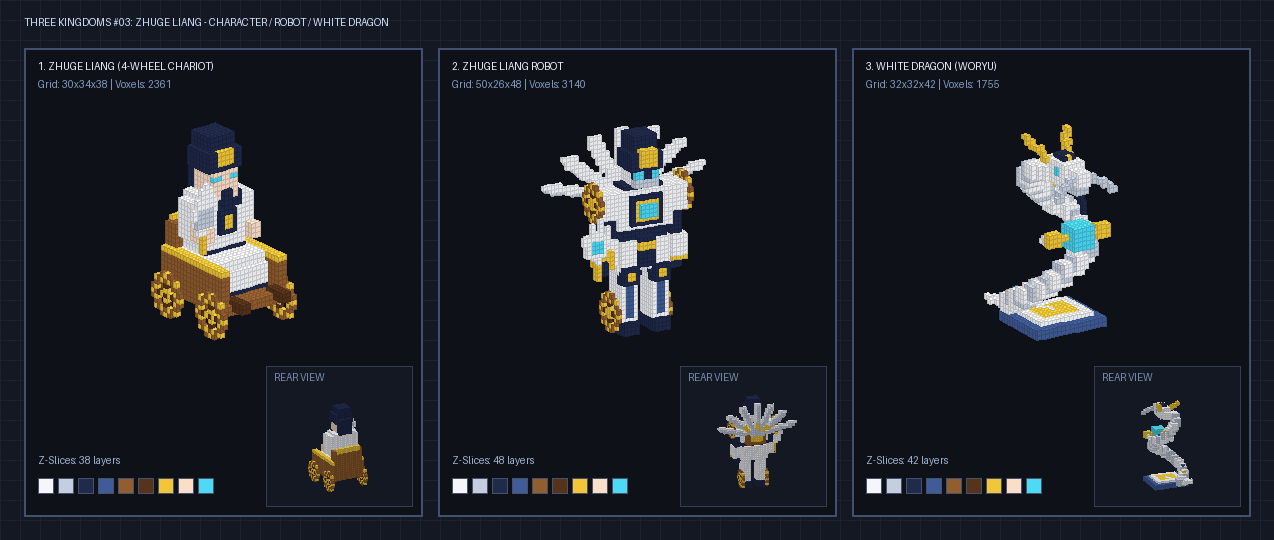 THREE KINGDOMS #03: ZHUGE LIANG - CHARACTER / ROBOT / WHITE DRAGON
1. ZHUGE LIANG (4-WHEEL CHARIOT)
Grid: 30x34x38 | Voxels: 2361
REAR VIEW
Z-Slices: 38 layers
2. ZHUGE LIANG ROBOT
Grid: 50x26x48 | Voxels: 3140
REAR VIEW
Z-Slices: 48 layers
3. WHITE DRAGON (WORYU)
Grid: 32x32x42 | Voxels: 1755
REAR VIEW
Z-Slices: 42 layers